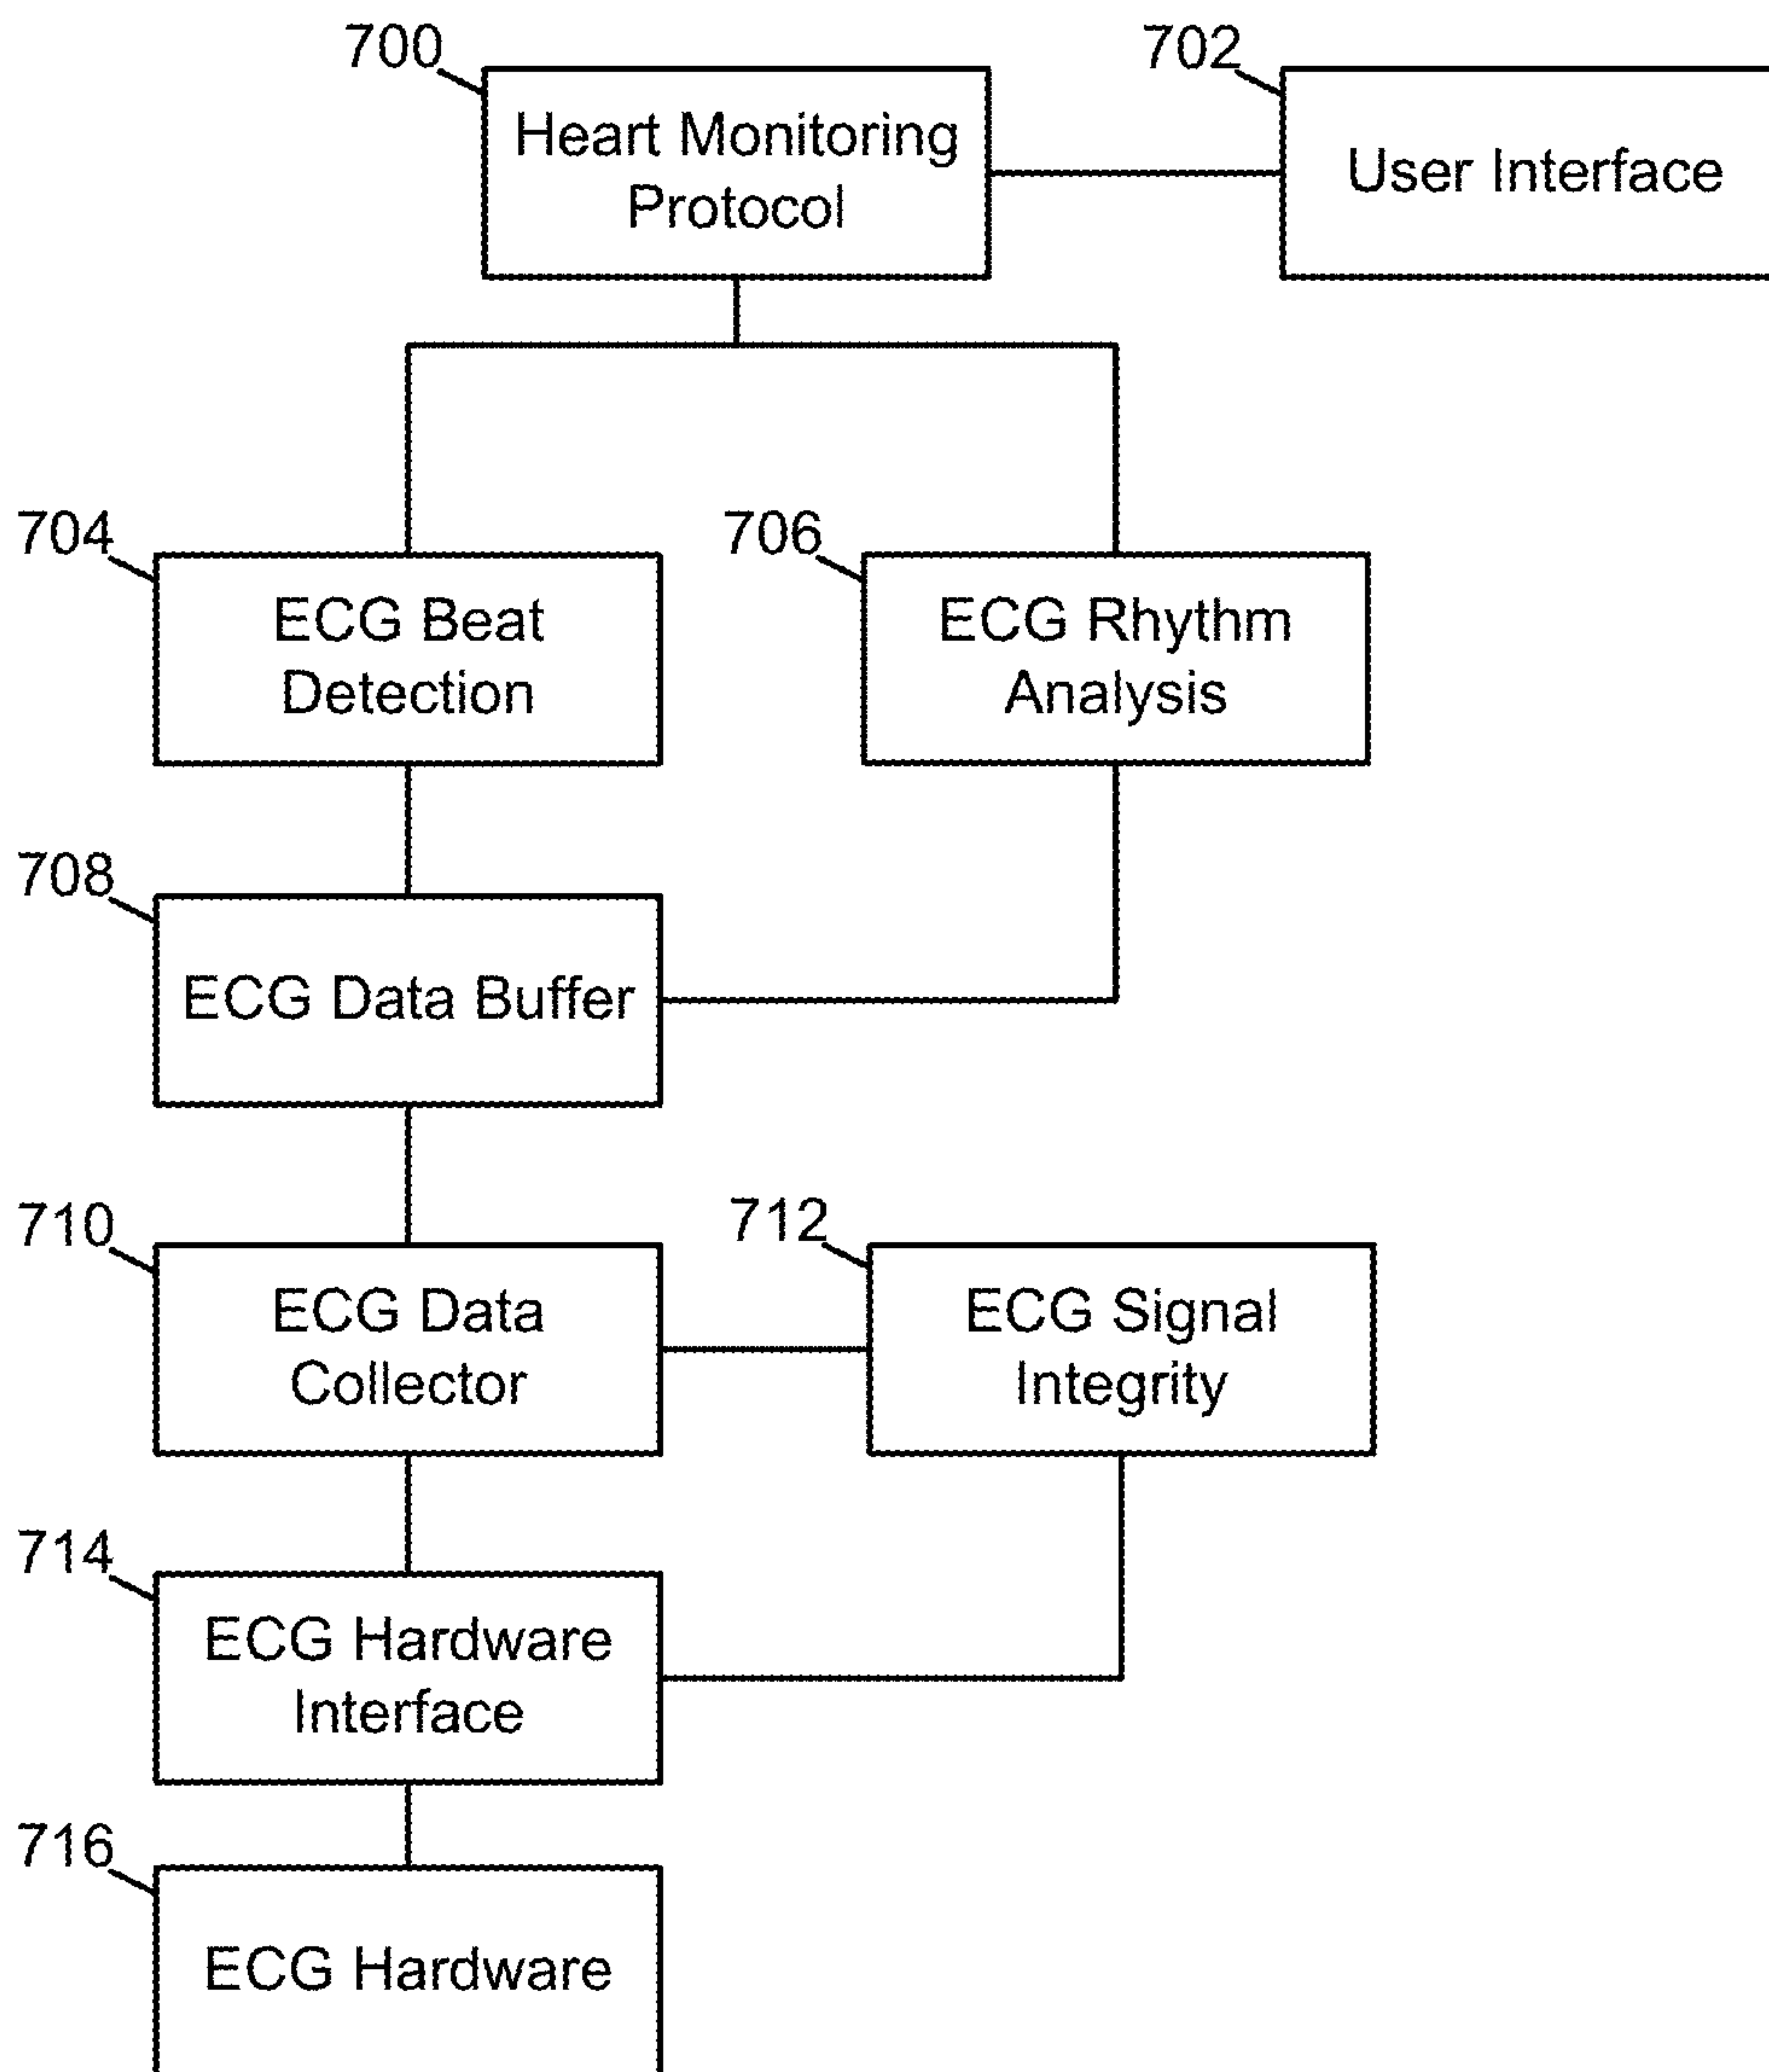 700
Heart Monitoring
Protocol
702
User Interface
704
ECG Beat
Detection
706
ECG Rhythm
Analysis
708
ECG Data Buffer
710
ECG Data
Collector
712
ECG Signal
Integrity
714
ECG Hardware
Interface
716
ECG Hardware